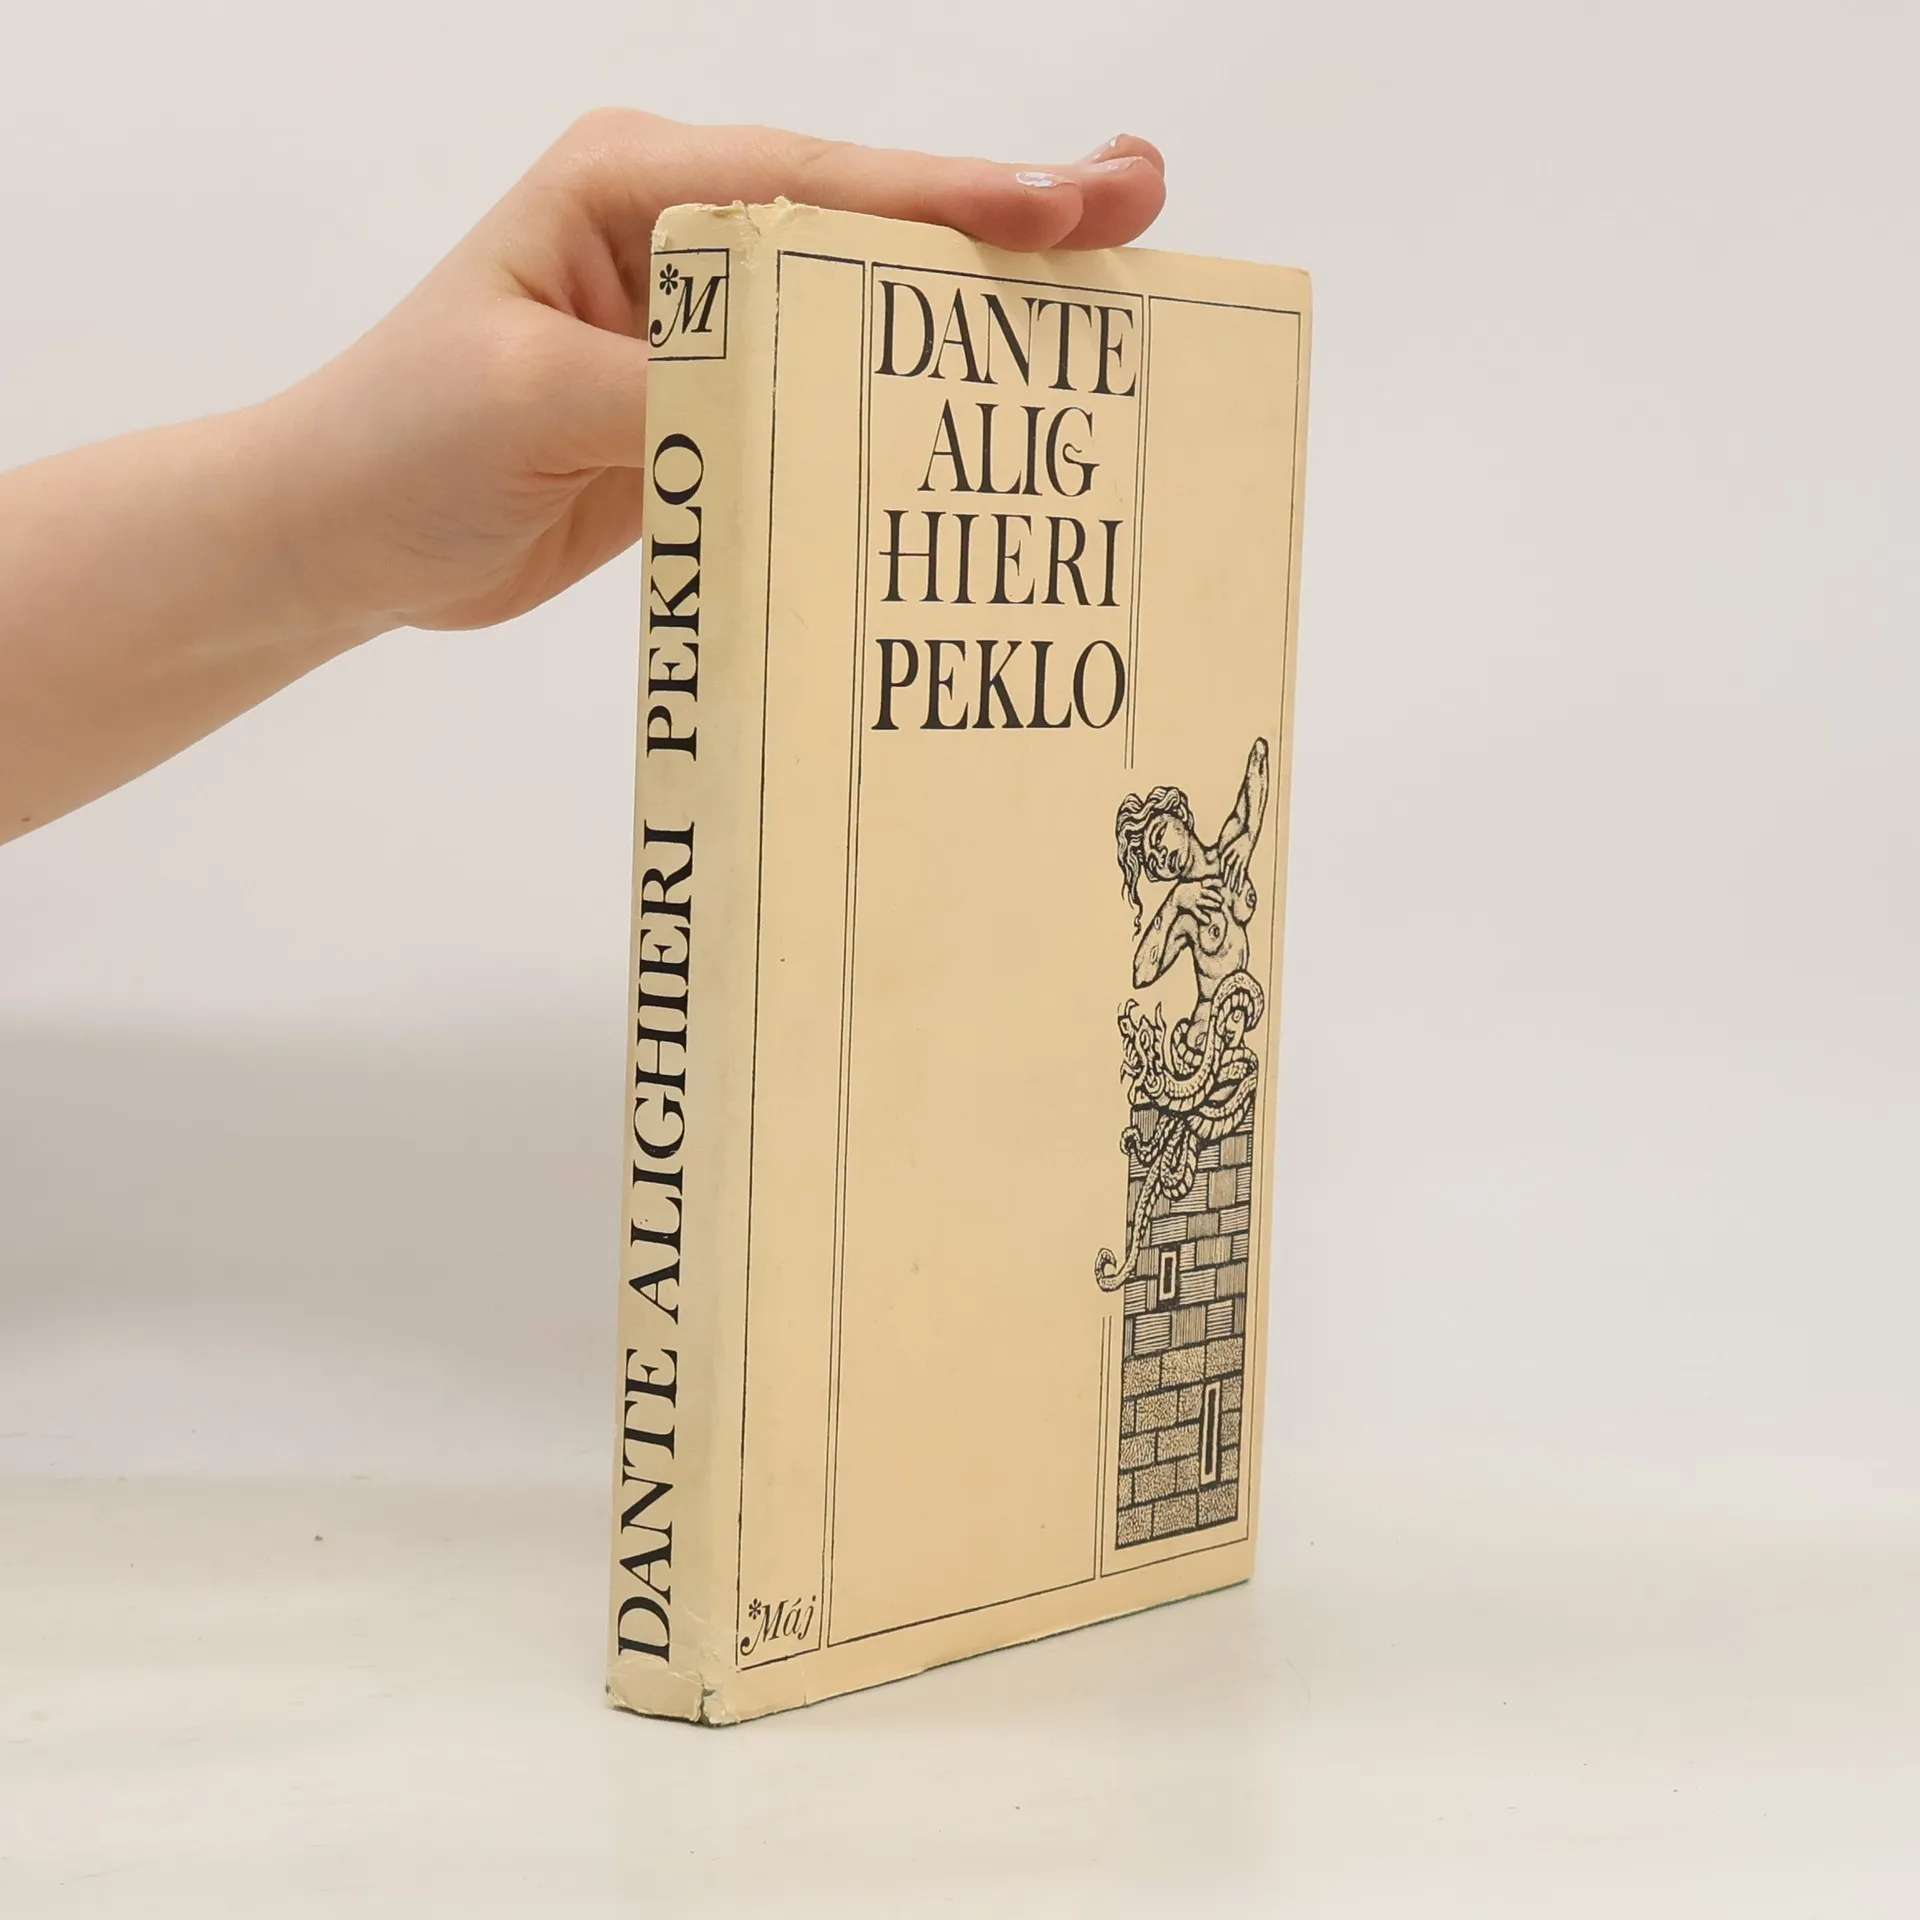 *M
DANTE ALIGHIERI PEKLO
DANTE
ALIG
HIERI
PEKLO
*Máj